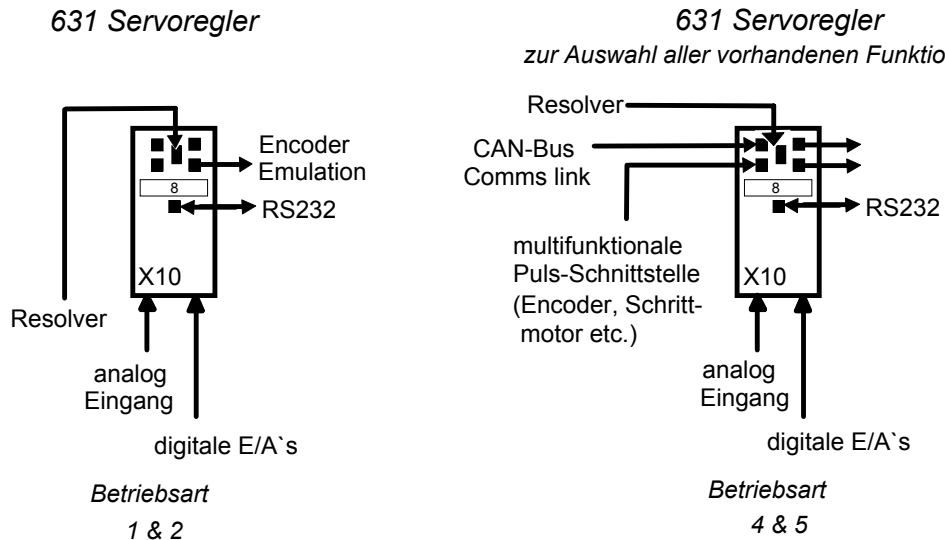 631 Servoregler
Encoder
Emulation
8
RS232
X10
Resolver
analog
Eingang
digitale E/A`s
Betriebsart
1 & 2
631 Servoregler
zur Auswahl aller vorhandenen Funktio
Resolver
CAN-Bus
Comms link
8
RS232
multifunktionale
Puls-Schnittstelle
(Encoder, Schritt-
motor etc.)
X10
analog
Eingang
digitale E/A`s
Betriebsart
4 & 5